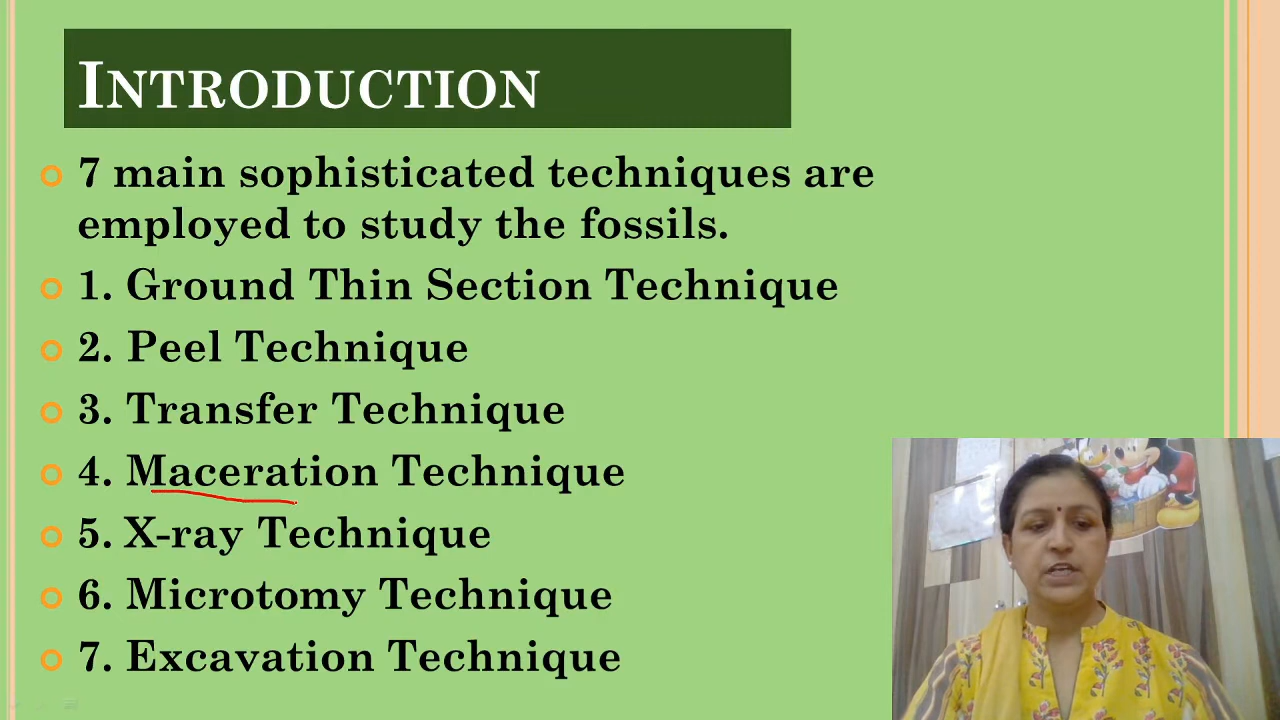 INTRODUCTION
7 main sophisticated techniques are
employed to study the fossils.
1. Ground Thin Section Technique
2. Peel Technique
3. Transfer Technique
4. Maceration Technique
5. X-ray Technique
6. Microtomy Technique
7. Excavation Technique